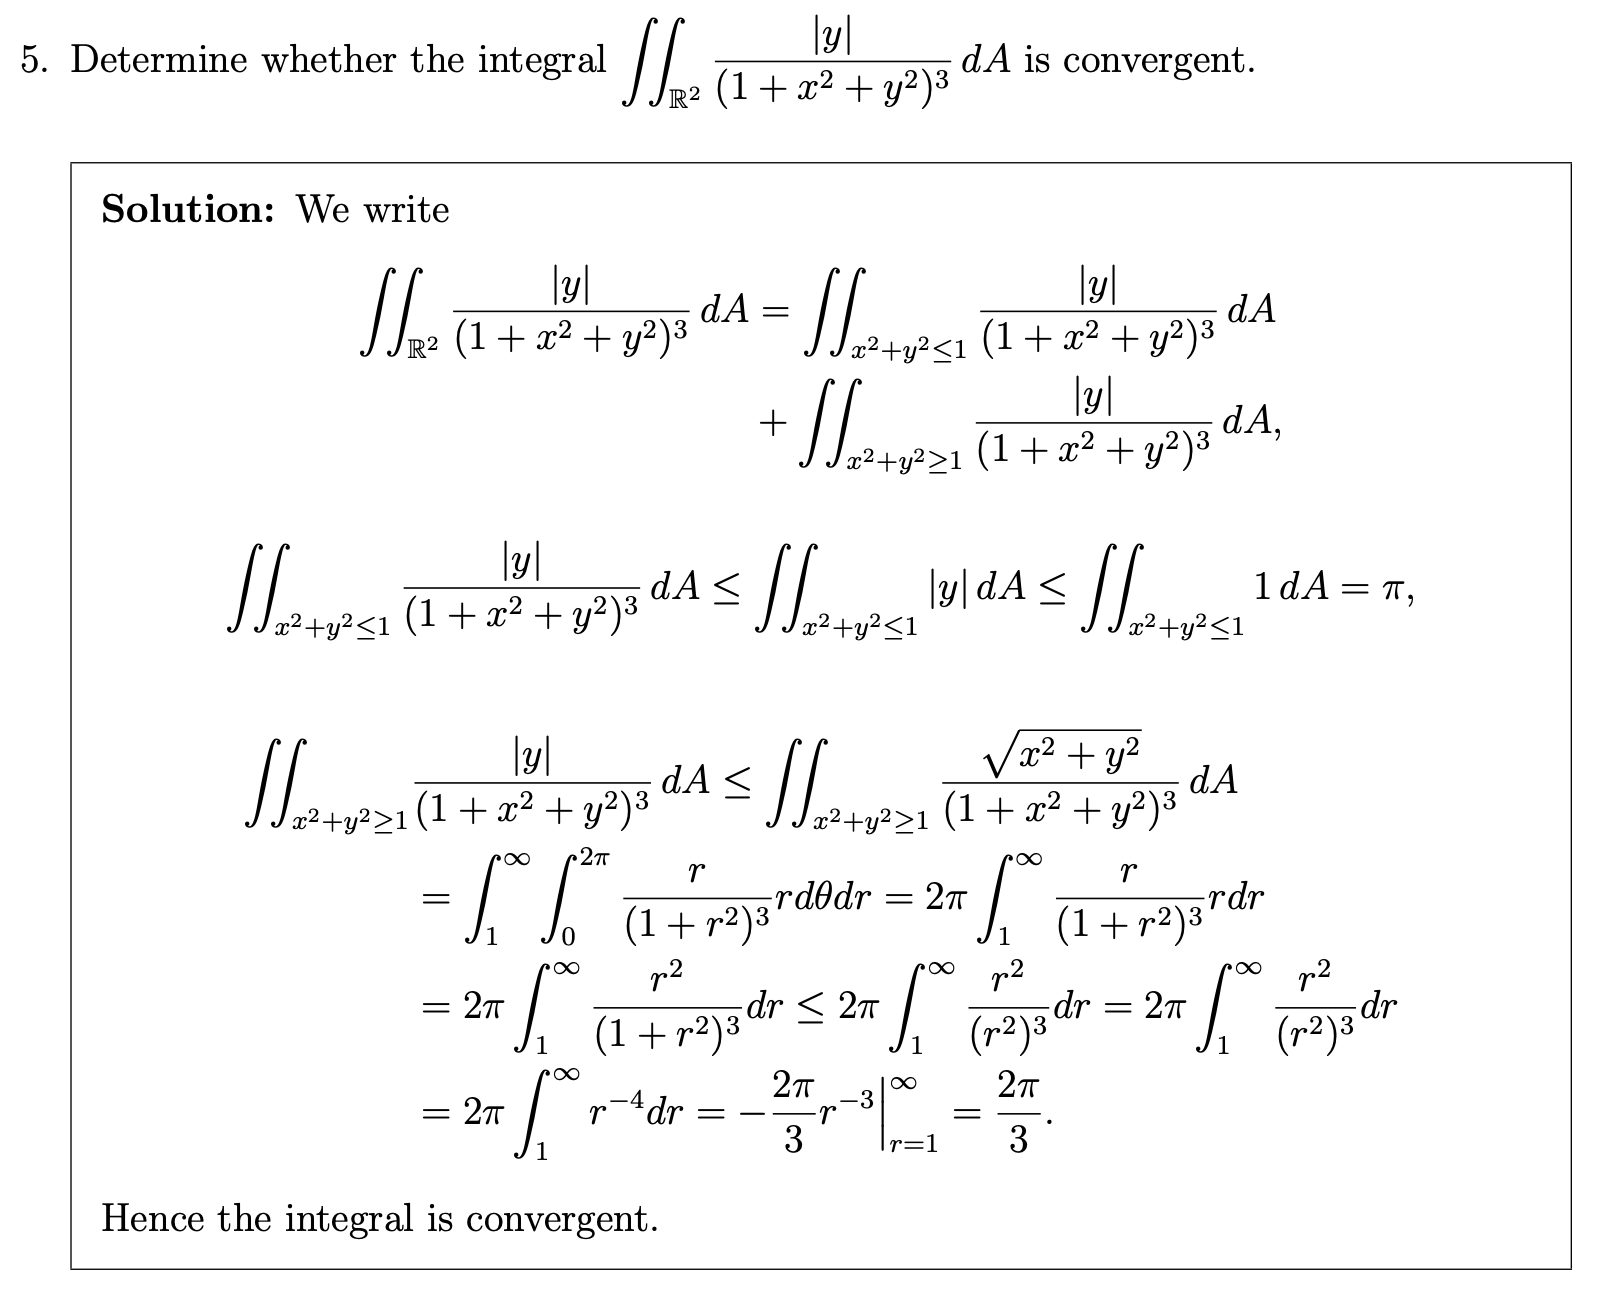 5. Determine whether the integral ∬_{ℝ²} |y| / (1 + x² + y²)³ dA is convergent.
Solution: We write
∬_{ℝ²} |y| / (1 + x² + y²)³ dA = ∬_{x²+y²≤1} |y| / (1 + x² + y²)³ dA
+ ∬_{x²+y²≥1} |y| / (1 + x² + y²)³ dA,
∬_{x²+y²≤1} |y| / (1 + x² + y²)³ dA ≤ ∬_{x²+y²≤1} |y| dA ≤ ∬_{x²+y²≤1} 1 dA = π,
∬_{x²+y²≥1} |y| / (1 + x² + y²)³ dA ≤ ∬_{x²+y²≥1} √(x² + y²) / (1 + x² + y²)³ dA
= ∫_1^∞ ∫_0^{2π} r / (1 + r²)³ rdθdr = 2π ∫_1^∞ r / (1 + r²)³ rdr
= 2π ∫_1^∞ r² / (1 + r²)³ dr ≤ 2π ∫_1^∞ r² / (r²)³ dr = 2π ∫_1^∞ r² / (r²)³ dr
= 2π ∫_1^∞ r⁻⁴dr = − 2π/3 r⁻³ |_{r=1}^∞ = 2π/3.
Hence the integral is convergent.